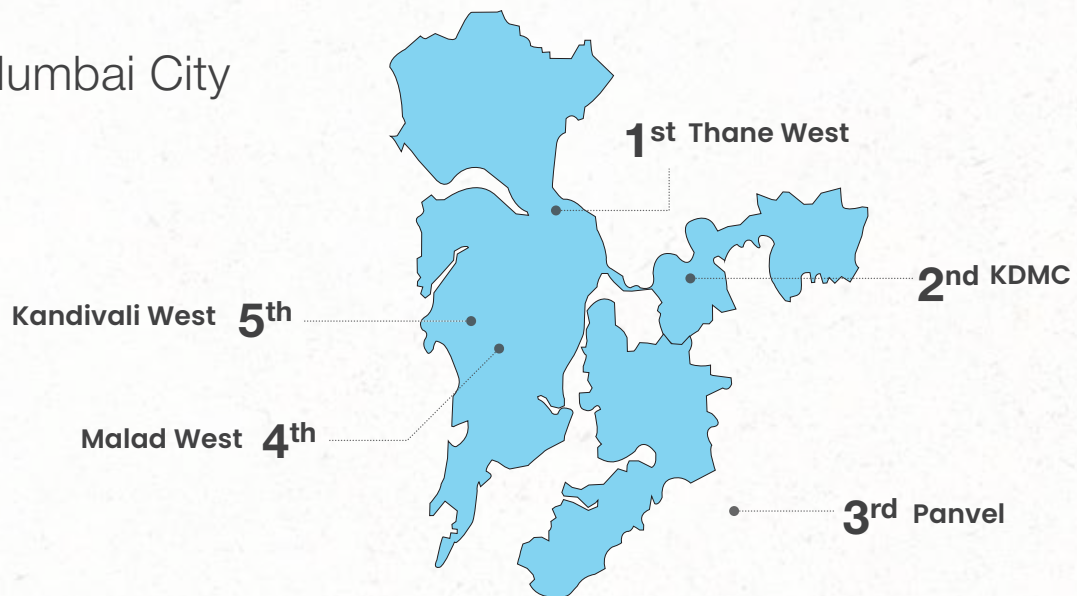 lumbai City
1st Thane West
2nd KDMC
Kandivali West 5th
Malad West 4th
3rd Panvel